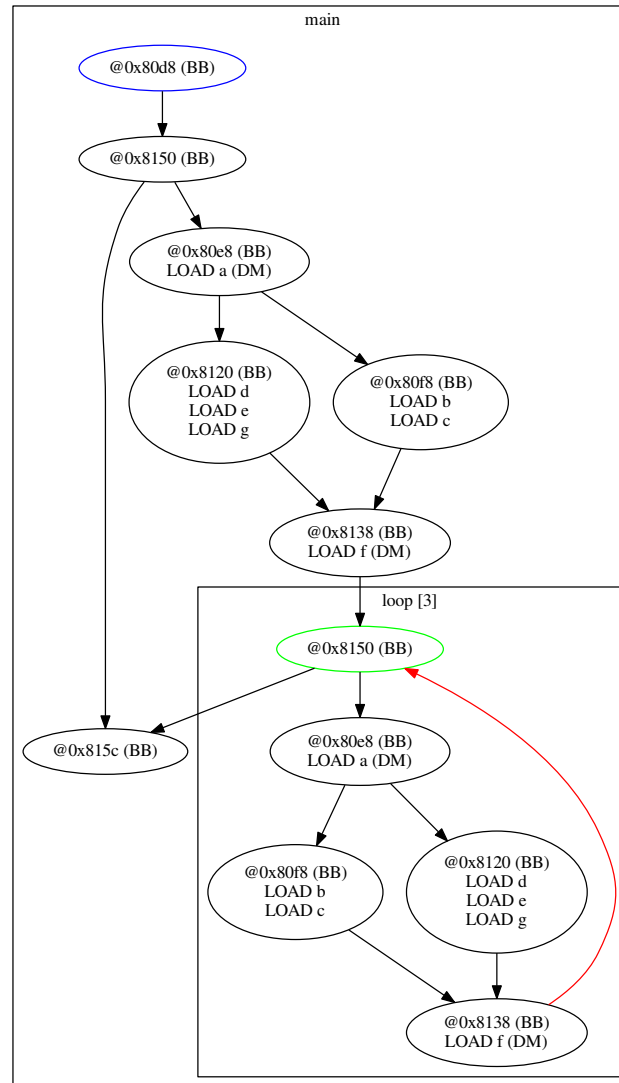 main
@0x80d8 (BB)
@0x8150 (BB)
@0x80e8 (BB)
LOAD a (DM)
@0x8120 (BB)
LOAD d
LOAD e
LOAD g
@0x80f8 (BB)
LOAD b
LOAD c
@0x8138 (BB)
LOAD f (DM)
loop [3]
@0x8150 (BB)
@0x815c (BB)
@0x80e8 (BB)
LOAD a (DM)
@0x80f8 (BB)
LOAD b
LOAD c
@0x8120 (BB)
LOAD d
LOAD e
LOAD g
@0x8138 (BB)
LOAD f (DM)